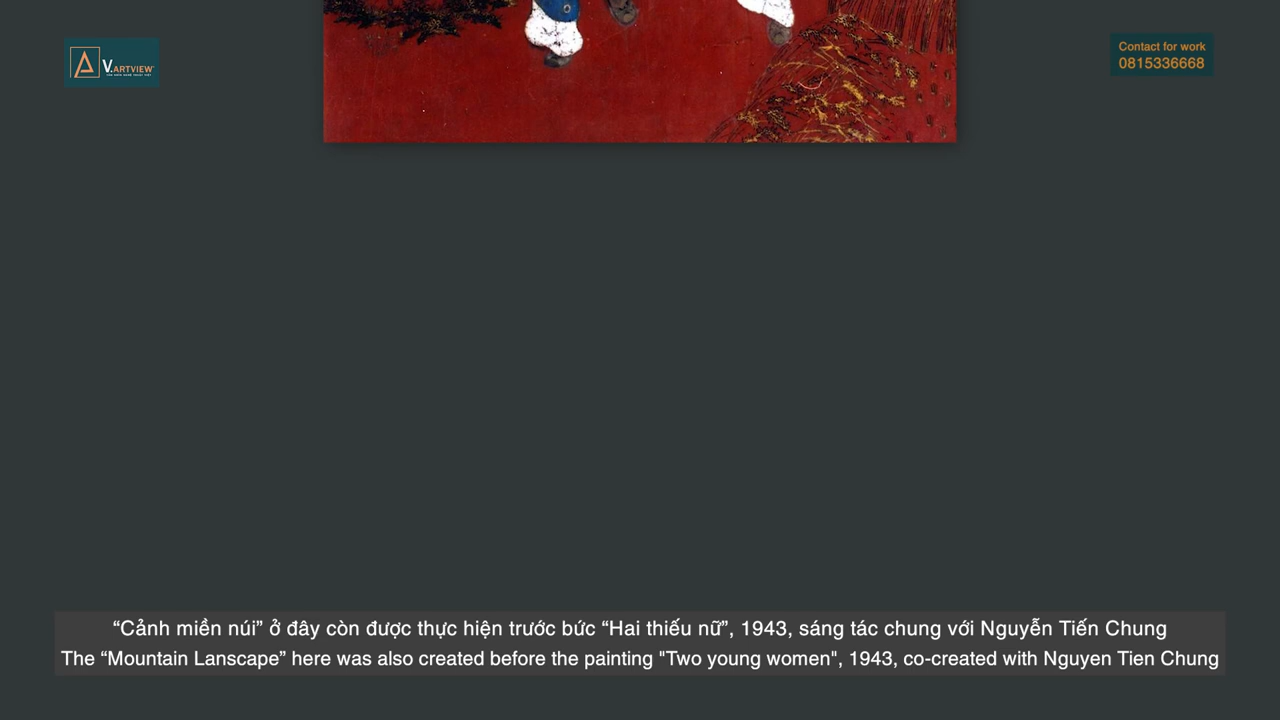 V.ARTVIEW
Contact for work
0815336668
“Cảnh miền núi” ở đây còn được thực hiện trước bức “Hai thiếu nữ”, 1943, sáng tác chung với Nguyễn Tiến Chung
The “Mountain Lanscape” here was also created before the painting "Two young women", 1943, co-created with Nguyen Tien Chung